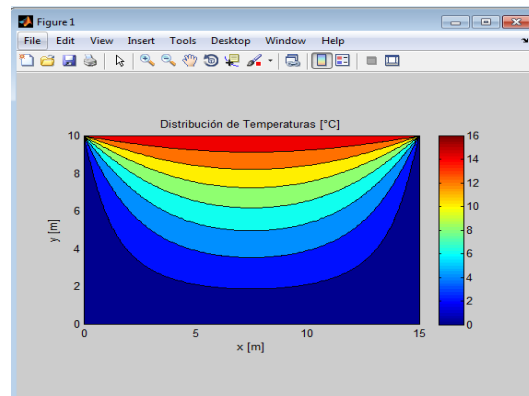 Figure 1
File Edit View Insert Tools Desktop Window Help
Distribución de Temperaturas [°C]
10
8
6
4
2
0
y [m]
0 5 10 15
x [m]
16
14
12
10
8
6
4
2
0